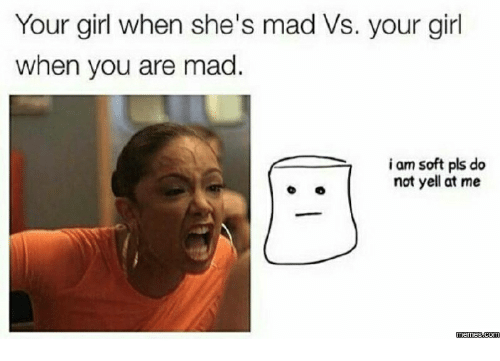 Your girl when she's mad Vs. your girl
when you are mad.
i am soft pls do
not yell at me
memes.com